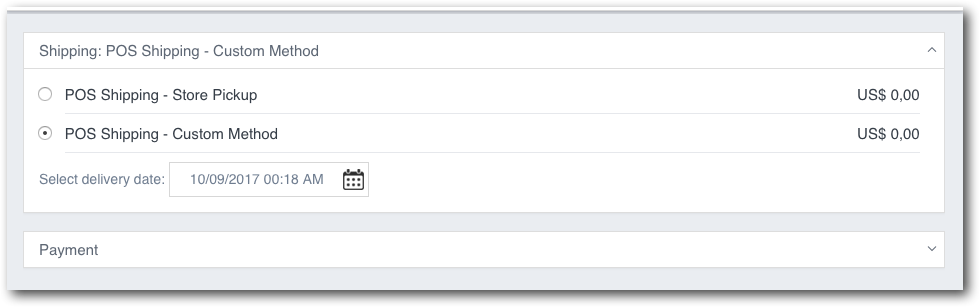 Shipping: POS Shipping - Custom Method
POS Shipping - Store Pickup US$ 0,00
POS Shipping - Custom Method US$ 0,00
Select delivery date: 10/09/2017 00:18 AM
Payment